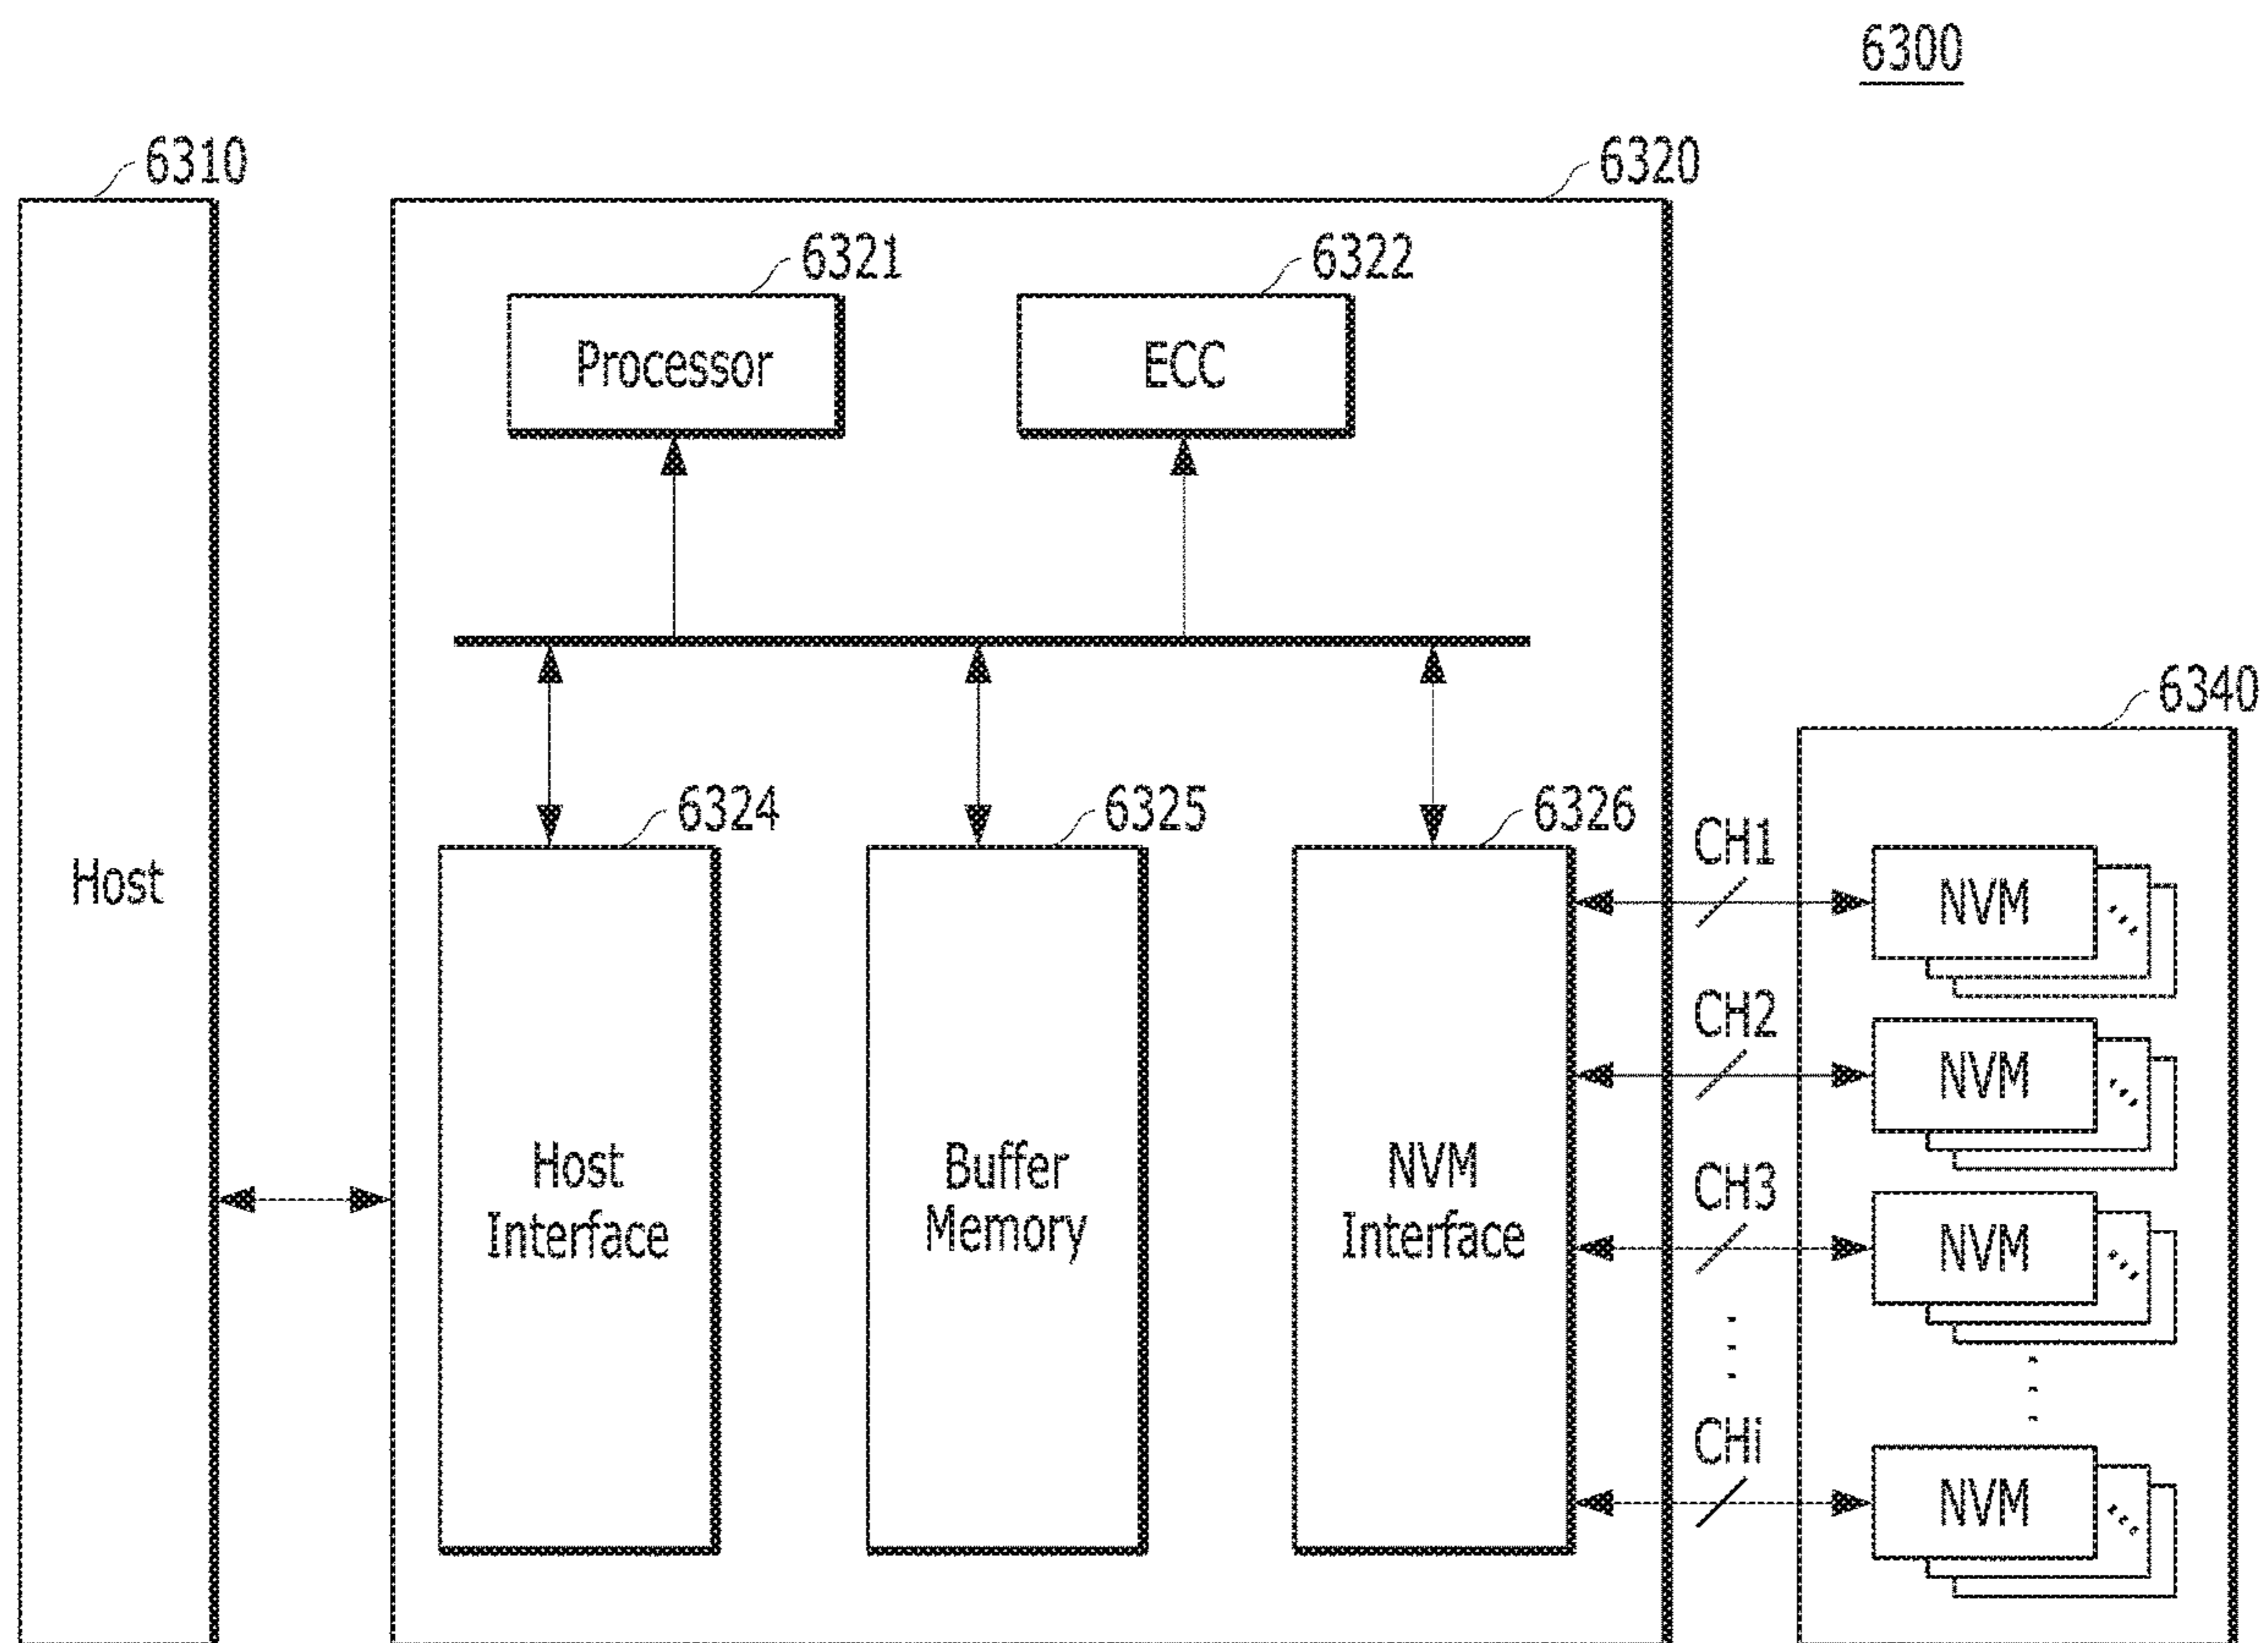 6300
6310
6320
6321
6322
Processor
ECC
6340
6324
6325
6326
CH1
Host
NVM
CH2
NVM
Host
Interface
Buffer
Memory
NVM
Interface
CH3
NVM
CHi
NVM